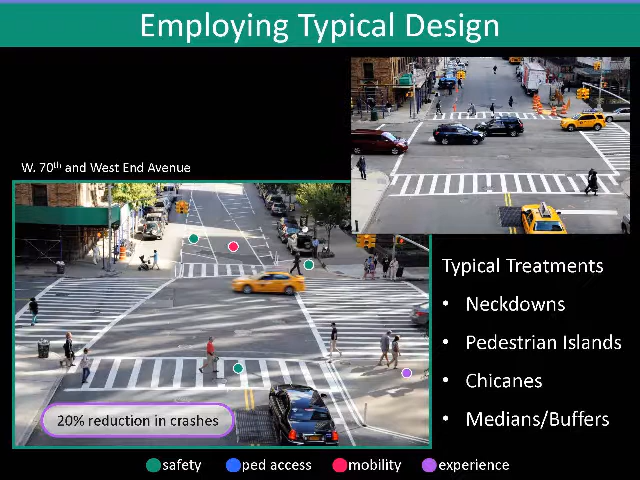 Employing Typical Design
W. 70th and West End Avenue
Typical Treatments
• Neckdowns
• Pedestrian Islands
• Chicanes
• Medians/Buffers
20% reduction in crashes
safety
ped access
mobility
experience